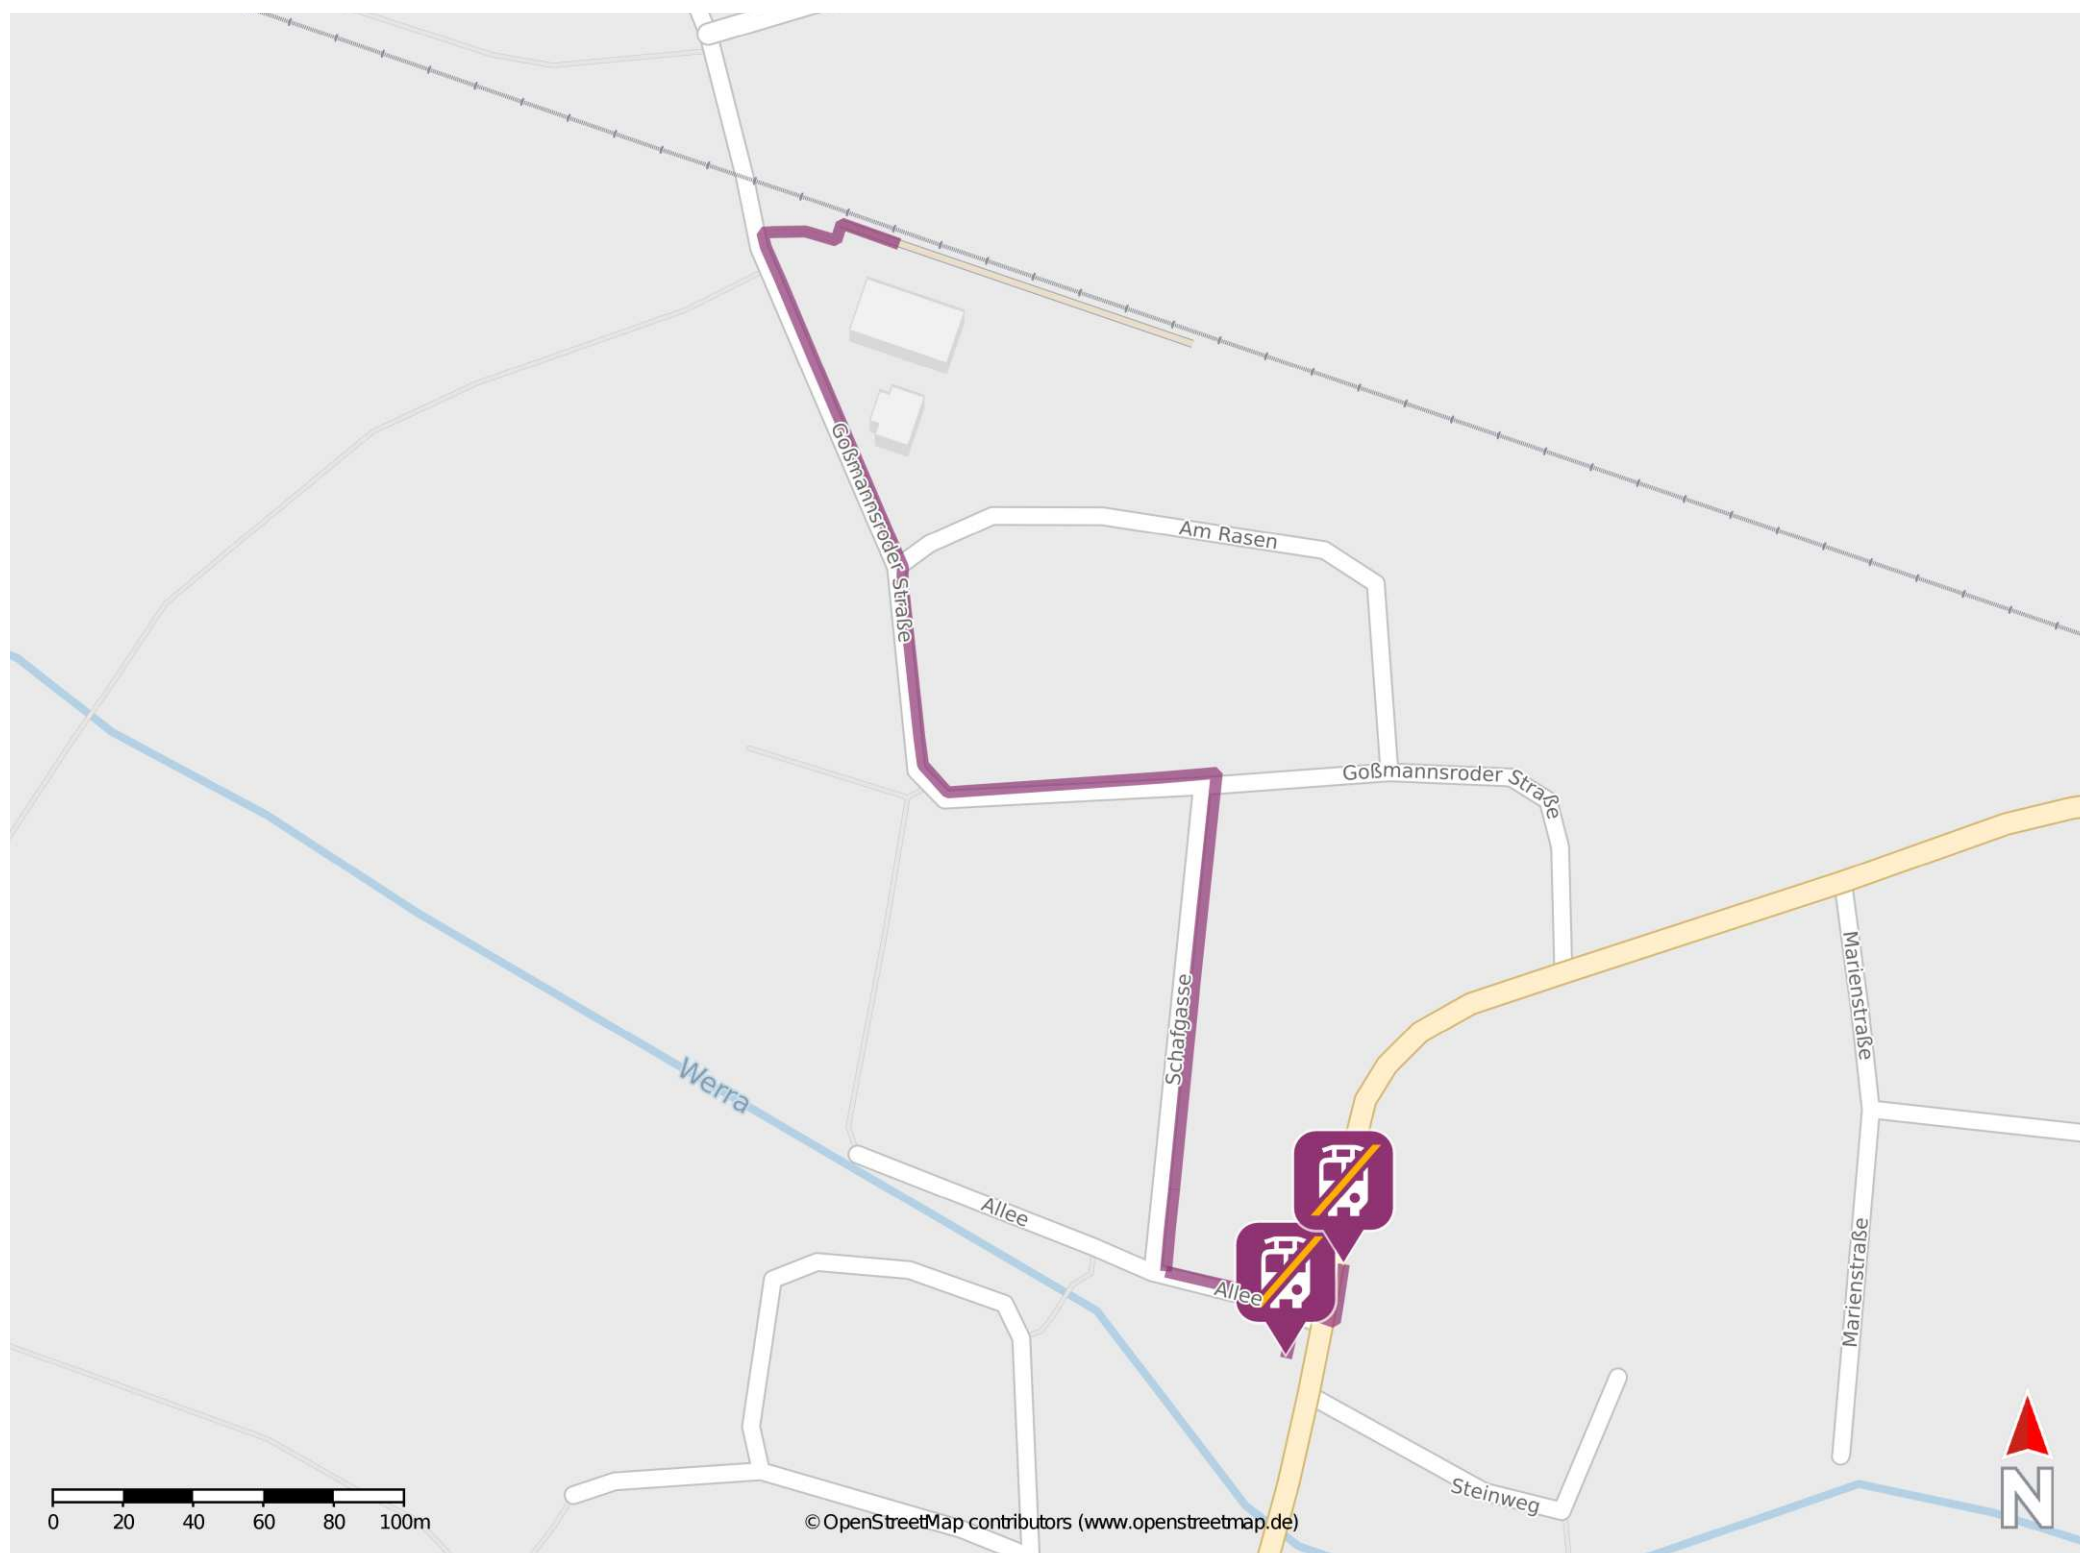 Goßmannsroder Straße
Am Rasen
Goßmannsroder Straße
Marienstraße
Schafgasse
Werra
Allee
Allee
Marienstraße
Steinweg
0 20 40 60 80 100m
© OpenStreetMap contributors (www.openstreetmap.de)
N